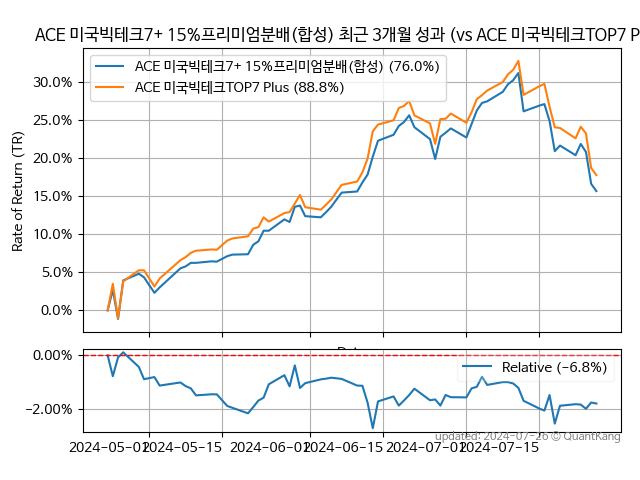 ACE 미국빅테크7+ 15%프리미엄분배(합성) 최근 3개월 성과 (vs ACE 미국빅테크TOP7 P
ACE 미국빅테크7+ 15%프리미엄분배(합성) (76.0%)
ACE 미국빅테크TOP7 Plus (88.8%)
Rate of Return (TR)
30.0%
25.0%
20.0%
15.0%
10.0%
5.0%
0.0%
0.00%
−2.00%
Relative (−6.8%)
2024-05-01
2024-05-15
2024-06-01
2024-06-15
2024-07-01
2024-07-15
updated: 2024-07-26 © QuantKang